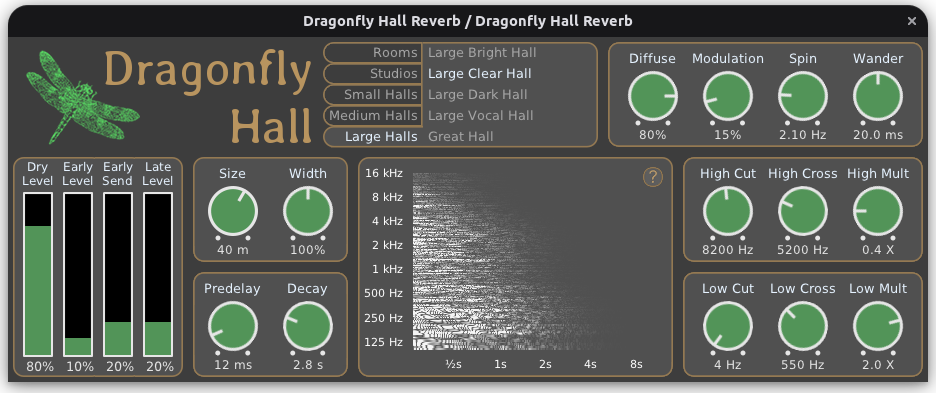 Dragonfly Hall Reverb / Dragonfly Hall Reverb
×
Dragonfly
Hall
Rooms
Studios
Small Halls
Medium Halls
Large Halls
Large Bright Hall
Large Clear Hall
Large Dark Hall
Large Vocal Hall
Great Hall
Diffuse Modulation Spin Wander
80% 15% 2.10 Hz 20.0 ms
Dry Early Early Late
Level Level Send Level
80% 10% 20% 20%
Size Width
40 m 100%
Predelay Decay
12 ms 2.8 s
16 kHz
8 kHz
4 kHz
2 kHz
1 kHz
500 Hz
250 Hz
125 Hz
½s 1s 2s 4s 8s
?
High Cut High Cross High Mult
8200 Hz 5200 Hz 0.4 X
Low Cut Low Cross Low Mult
4 Hz 550 Hz 2.0 X